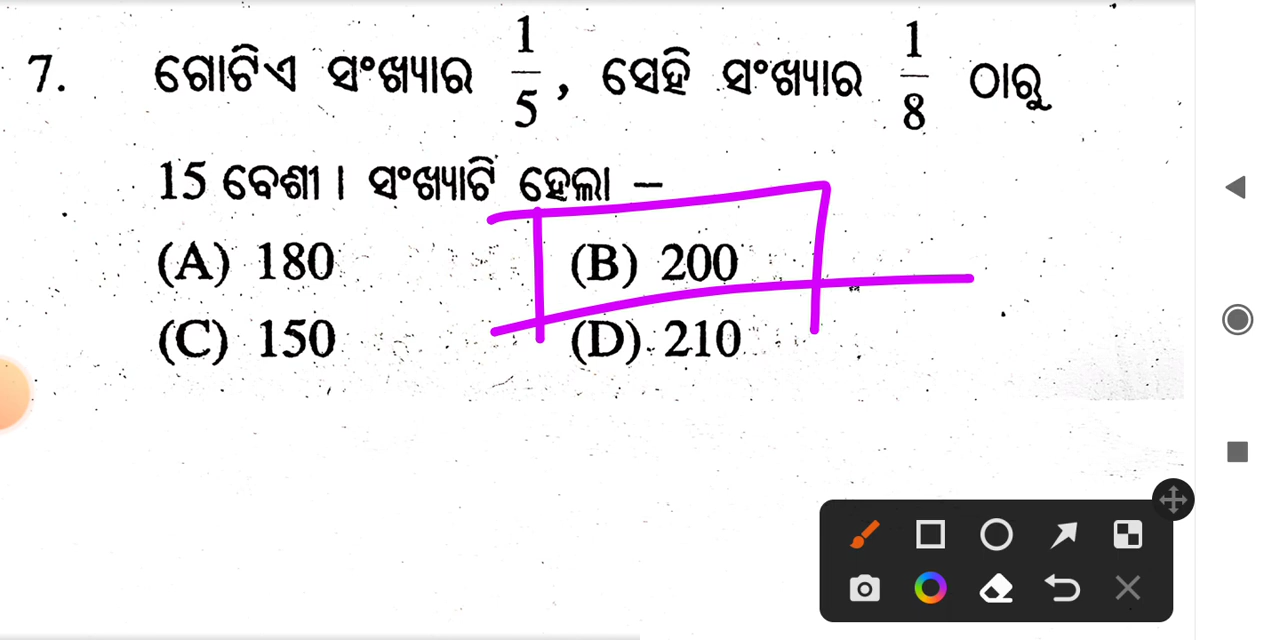 7. ଗୋଟିଏ ସଂଖ୍ୟାର 1/5, ସେହି ସଂଖ୍ୟାର 1/8 ଠାରୁ
15 ବେଶୀ। ସଂଖ୍ୟାଟି ହେଲା –
(A) 180 (B) 200
(C) 150 (D) 210